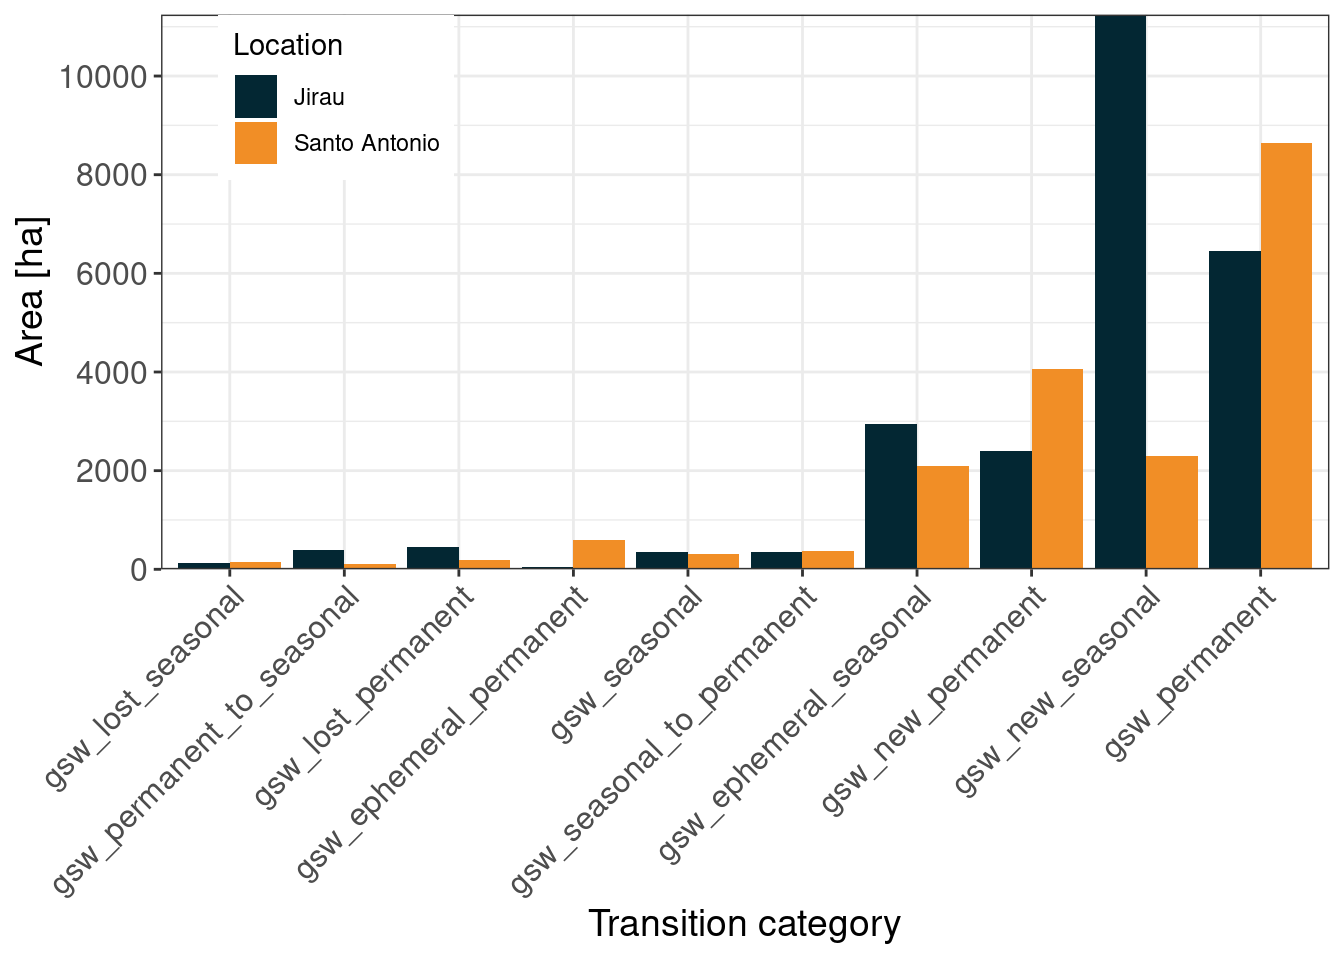 Location
Jirau
Santo Antonio
Area [ha]
10000
8000
6000
4000
2000
0
gsw_lost_seasonal
gsw_permanent_to_seasonal
gsw_lost_permanent
gsw_ephemeral_permanent
gsw_seasonal
gsw_seasonal_to_permanent
gsw_ephemeral_seasonal
gsw_new_permanent
gsw_new_seasonal
gsw_permanent
Transition category